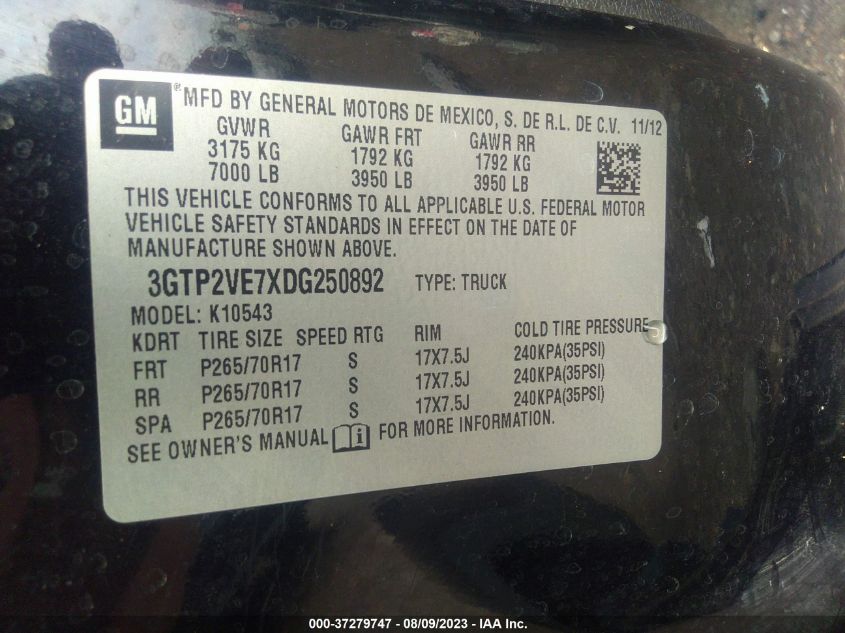 GM ® MFD BY GENERAL MOTORS DE MEXICO, S. DE R.L. DE C.V. 11/12
GVWR GAWR FRT GAWR RR
3175 KG 1792 KG 1792 KG
7000 LB 3950 LB 3950 LB
THIS VEHICLE CONFORMS TO ALL APPLICABLE U.S. FEDERAL MOTOR
VEHICLE SAFETY STANDARDS IN EFFECT ON THE DATE OF
MANUFACTURE SHOWN ABOVE.
3GTP2VE7XDG250892 TYPE: TRUCK
MODEL: K10543
KDRT TIRE SIZE SPEED RTG RIM COLD TIRE PRESSURE
FRT P265/70R17 S 17X7.5J 240KPA(35PSI)
RR P265/70R17 S 17X7.5J 240KPA(35PSI)
SPA P265/70R17 S 17X7.5J 240KPA(35PSI)
SEE OWNER'S MANUAL i FOR MORE INFORMATION.
000-37279747 - 08/09/2023 - IAA Inc.